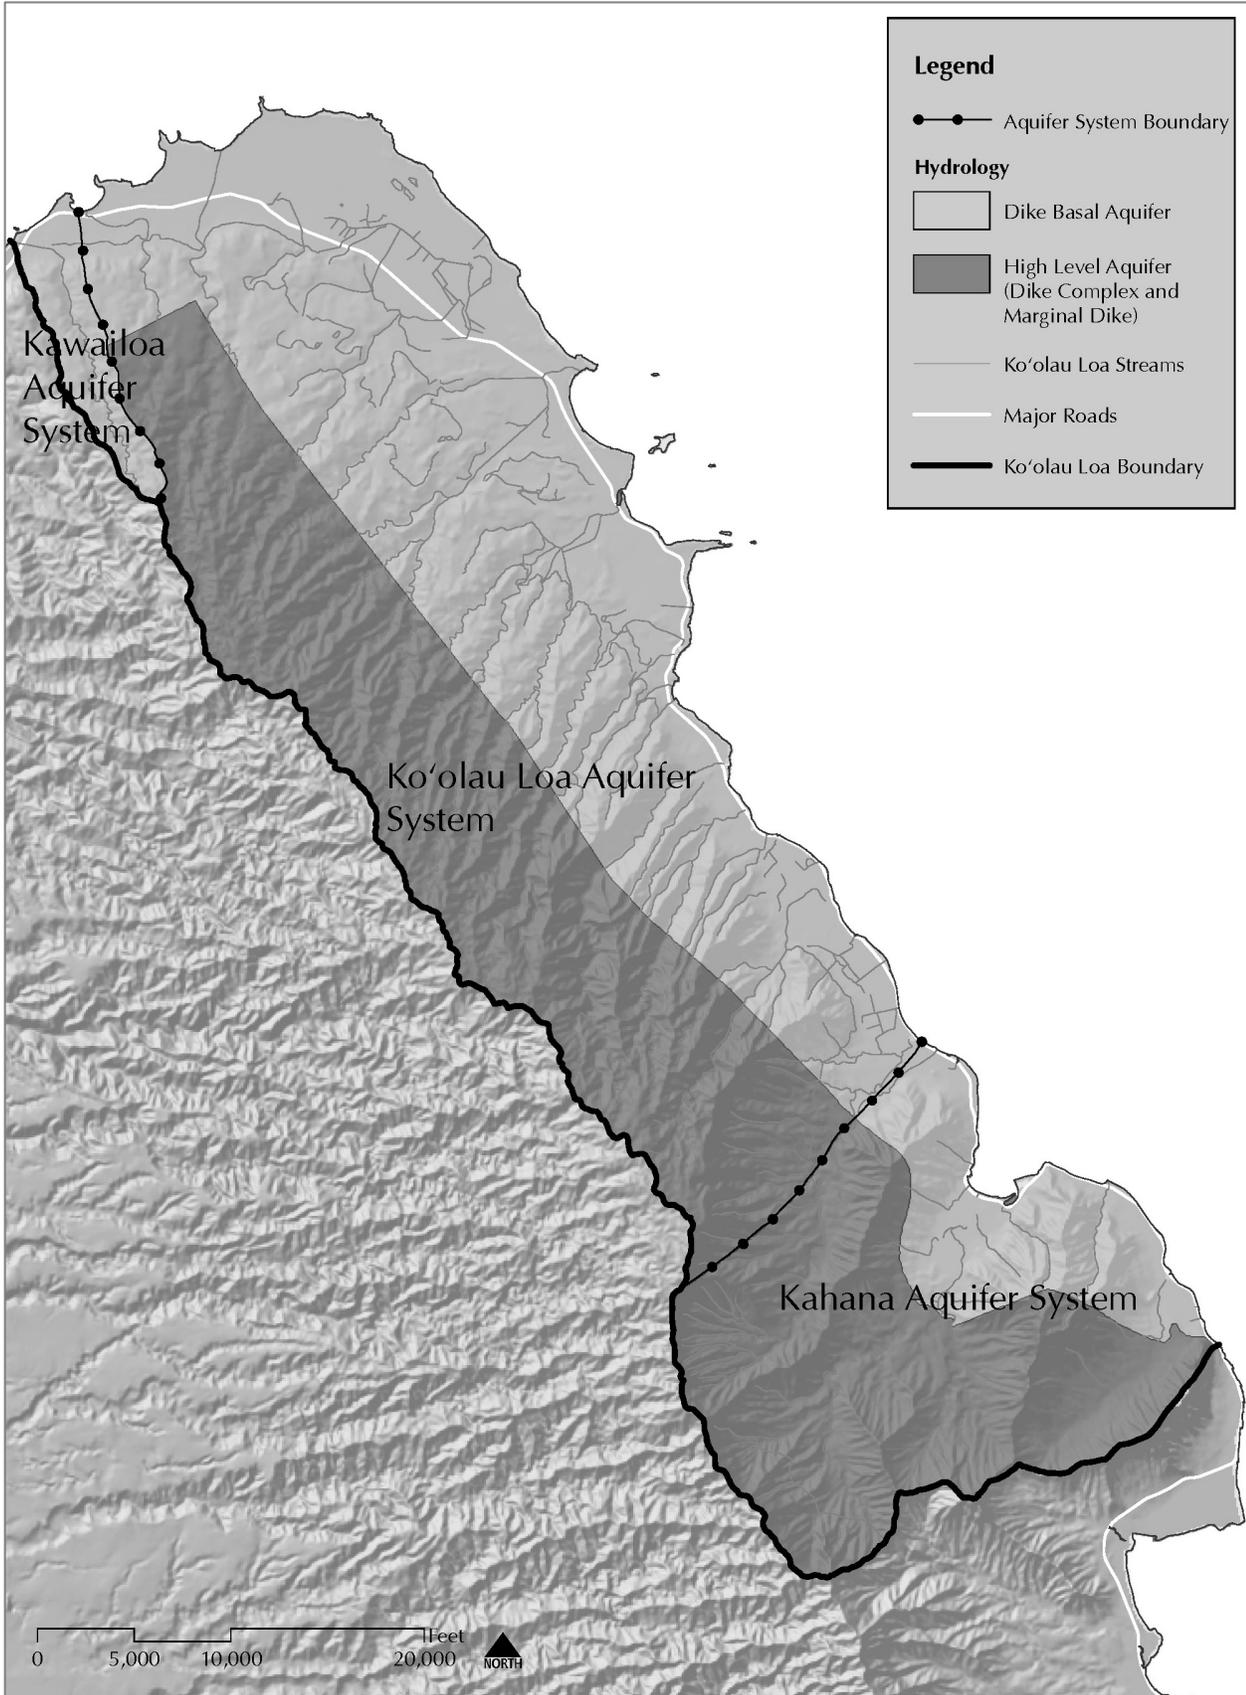 Legend
Aquifer System Boundary
Hydrology
Dike Basal Aquifer
High Level Aquifer
(Dike Complex and
Marginal Dike)
Ko‘olau Loa Streams
Major Roads
Ko‘olau Loa Boundary
Kawailoa
Aquifer
System
Ko‘olau Loa Aquifer
System
Kahana Aquifer System
Feet
0 5,000 10,000 20,000
NORTH